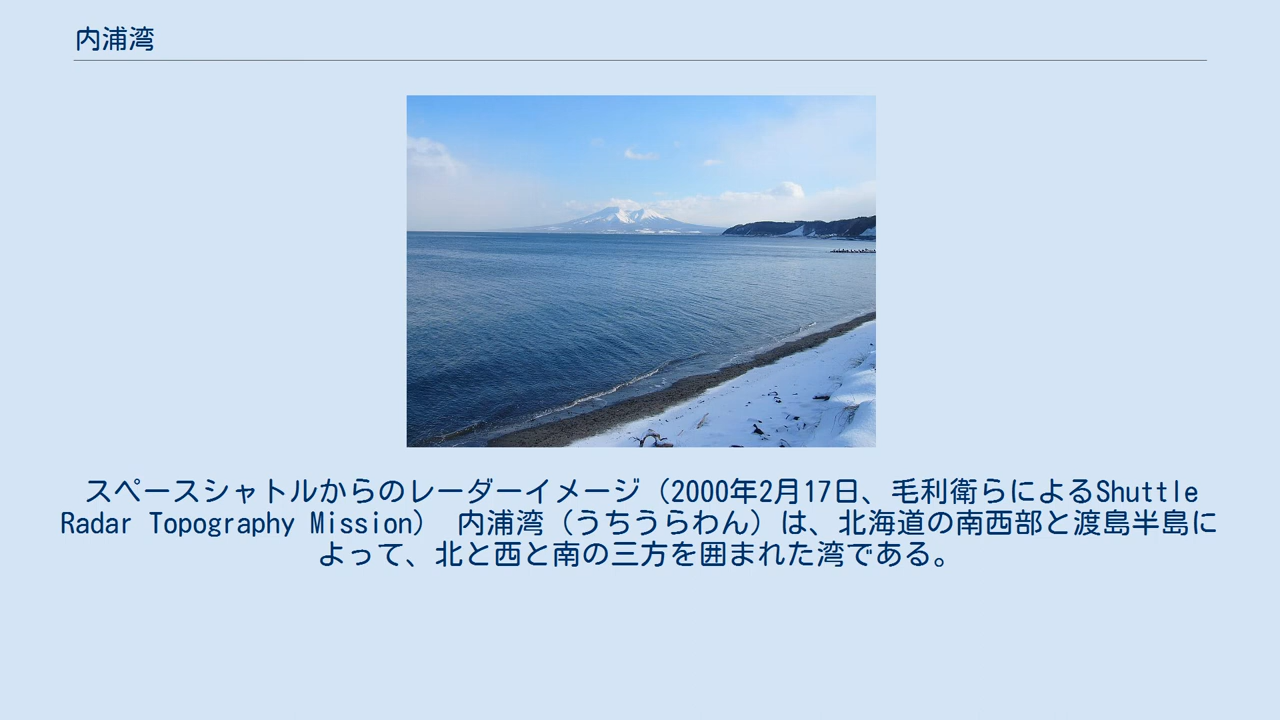 内浦湾
スペースシャトルからのレーダーイメージ（2000年2月17日、毛利衛らによるShuttle
Radar Topography Mission） 内浦湾（うちうらわん）は、北海道の南西部と渡島半島に
よって、北と西と南の三方を囲まれた湾である。